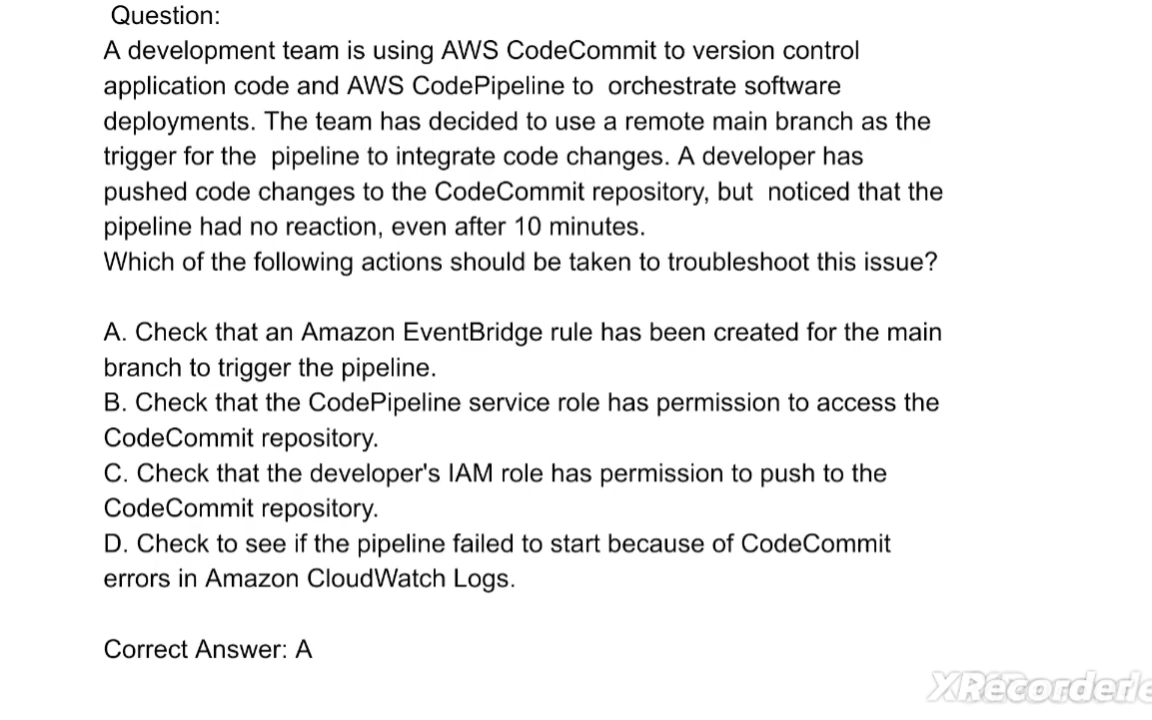 Question:
A development team is using AWS CodeCommit to version control
application code and AWS CodePipeline to orchestrate software
deployments. The team has decided to use a remote main branch as the
trigger for the pipeline to integrate code changes. A developer has
pushed code changes to the CodeCommit repository, but noticed that the
pipeline had no reaction, even after 10 minutes.
Which of the following actions should be taken to troubleshoot this issue?
A. Check that an Amazon EventBridge rule has been created for the main
branch to trigger the pipeline.
B. Check that the CodePipeline service role has permission to access the
CodeCommit repository.
C. Check that the developer's IAM role has permission to push to the
CodeCommit repository.
D. Check to see if the pipeline failed to start because of CodeCommit
errors in Amazon CloudWatch Logs.
Correct Answer: A